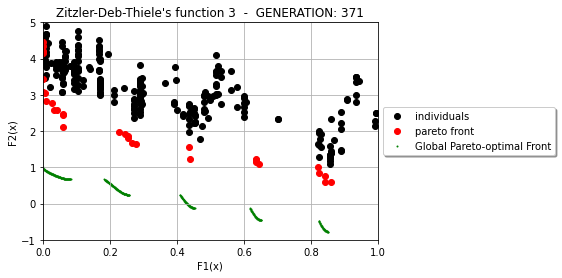 Zitzler-Deb-Thiele's function 3 - GENERATION: 371
5
4
3
2
1
0
−1
F2(x)
0.0 0.2 0.4 0.6 0.8 1.0
F1(x)
individuals
pareto front
Global Pareto-optimal Front